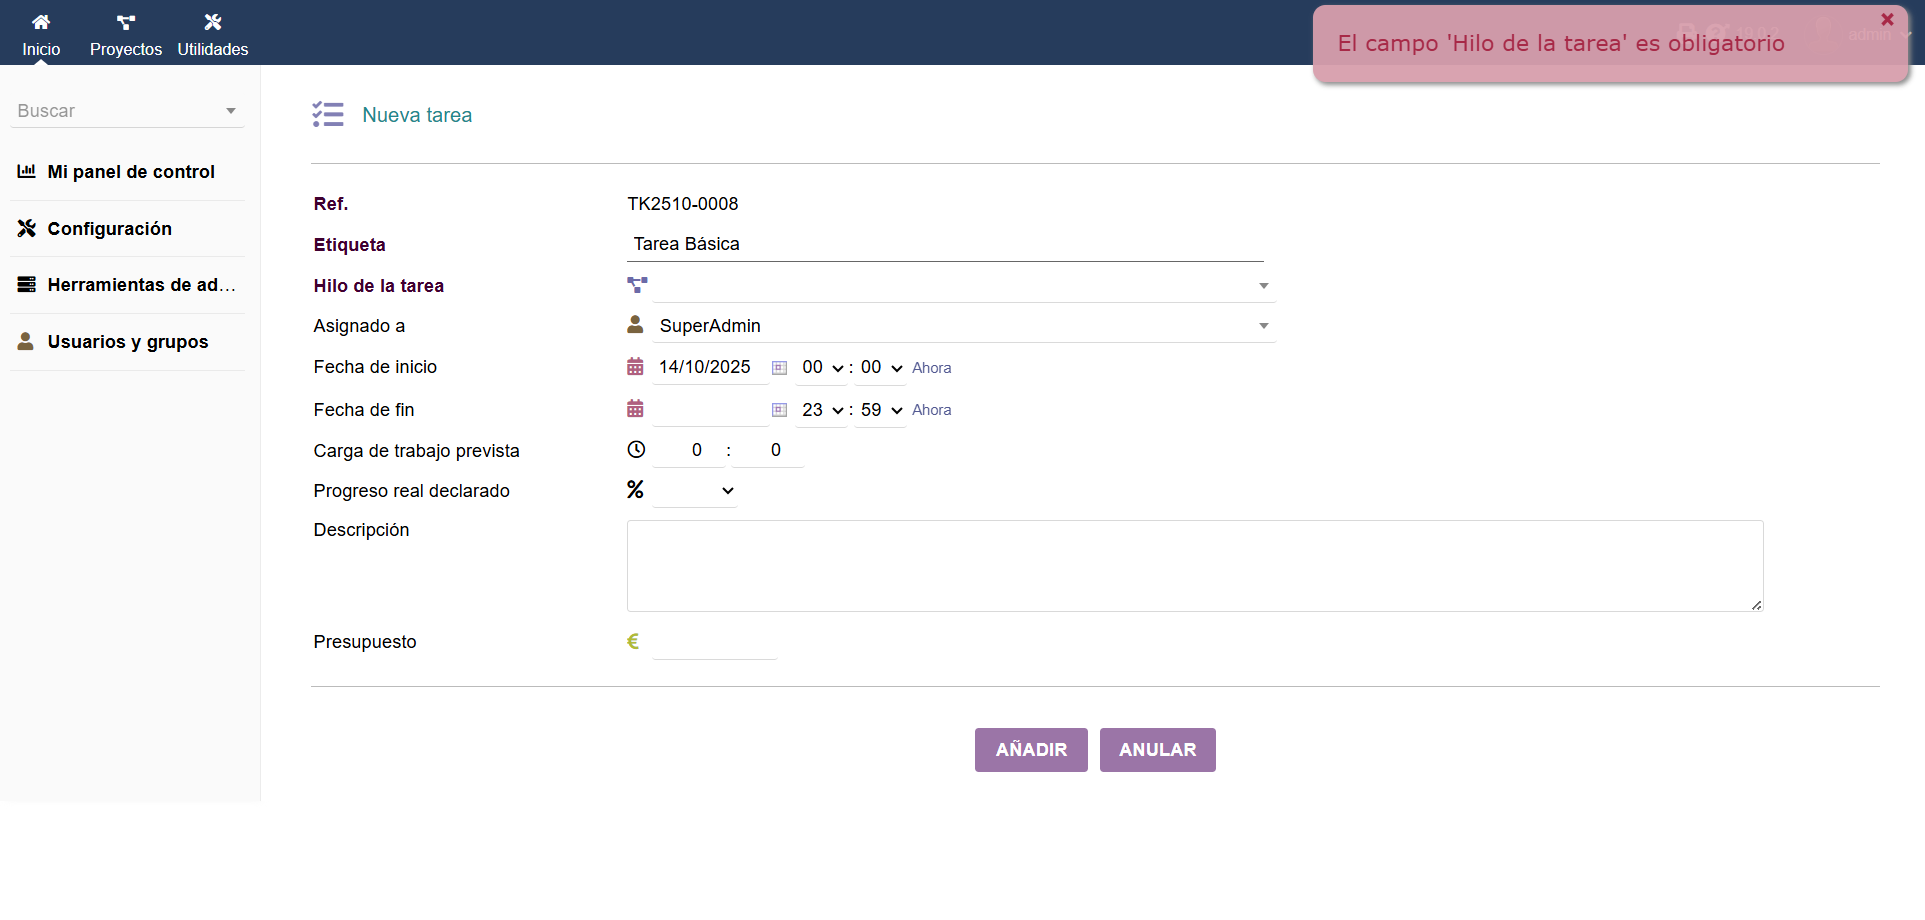 Inicio Proyectos Utilidades
admin
El campo 'Hilo de la tarea' es obligatorio
Buscar
Mi panel de control
Configuración
Herramientas de ad...
Usuarios y grupos
Nueva tarea
Ref. TK2510-0008
Etiqueta Tarea Básica
Hilo de la tarea
Asignado a SuperAdmin
Fecha de inicio 14/10/2025 00 : 00 Ahora
Fecha de fin 23 : 59 Ahora
Carga de trabajo prevista 0 : 0
Progreso real declarado %
Descripción
Presupuesto €
AÑADIR ANULAR